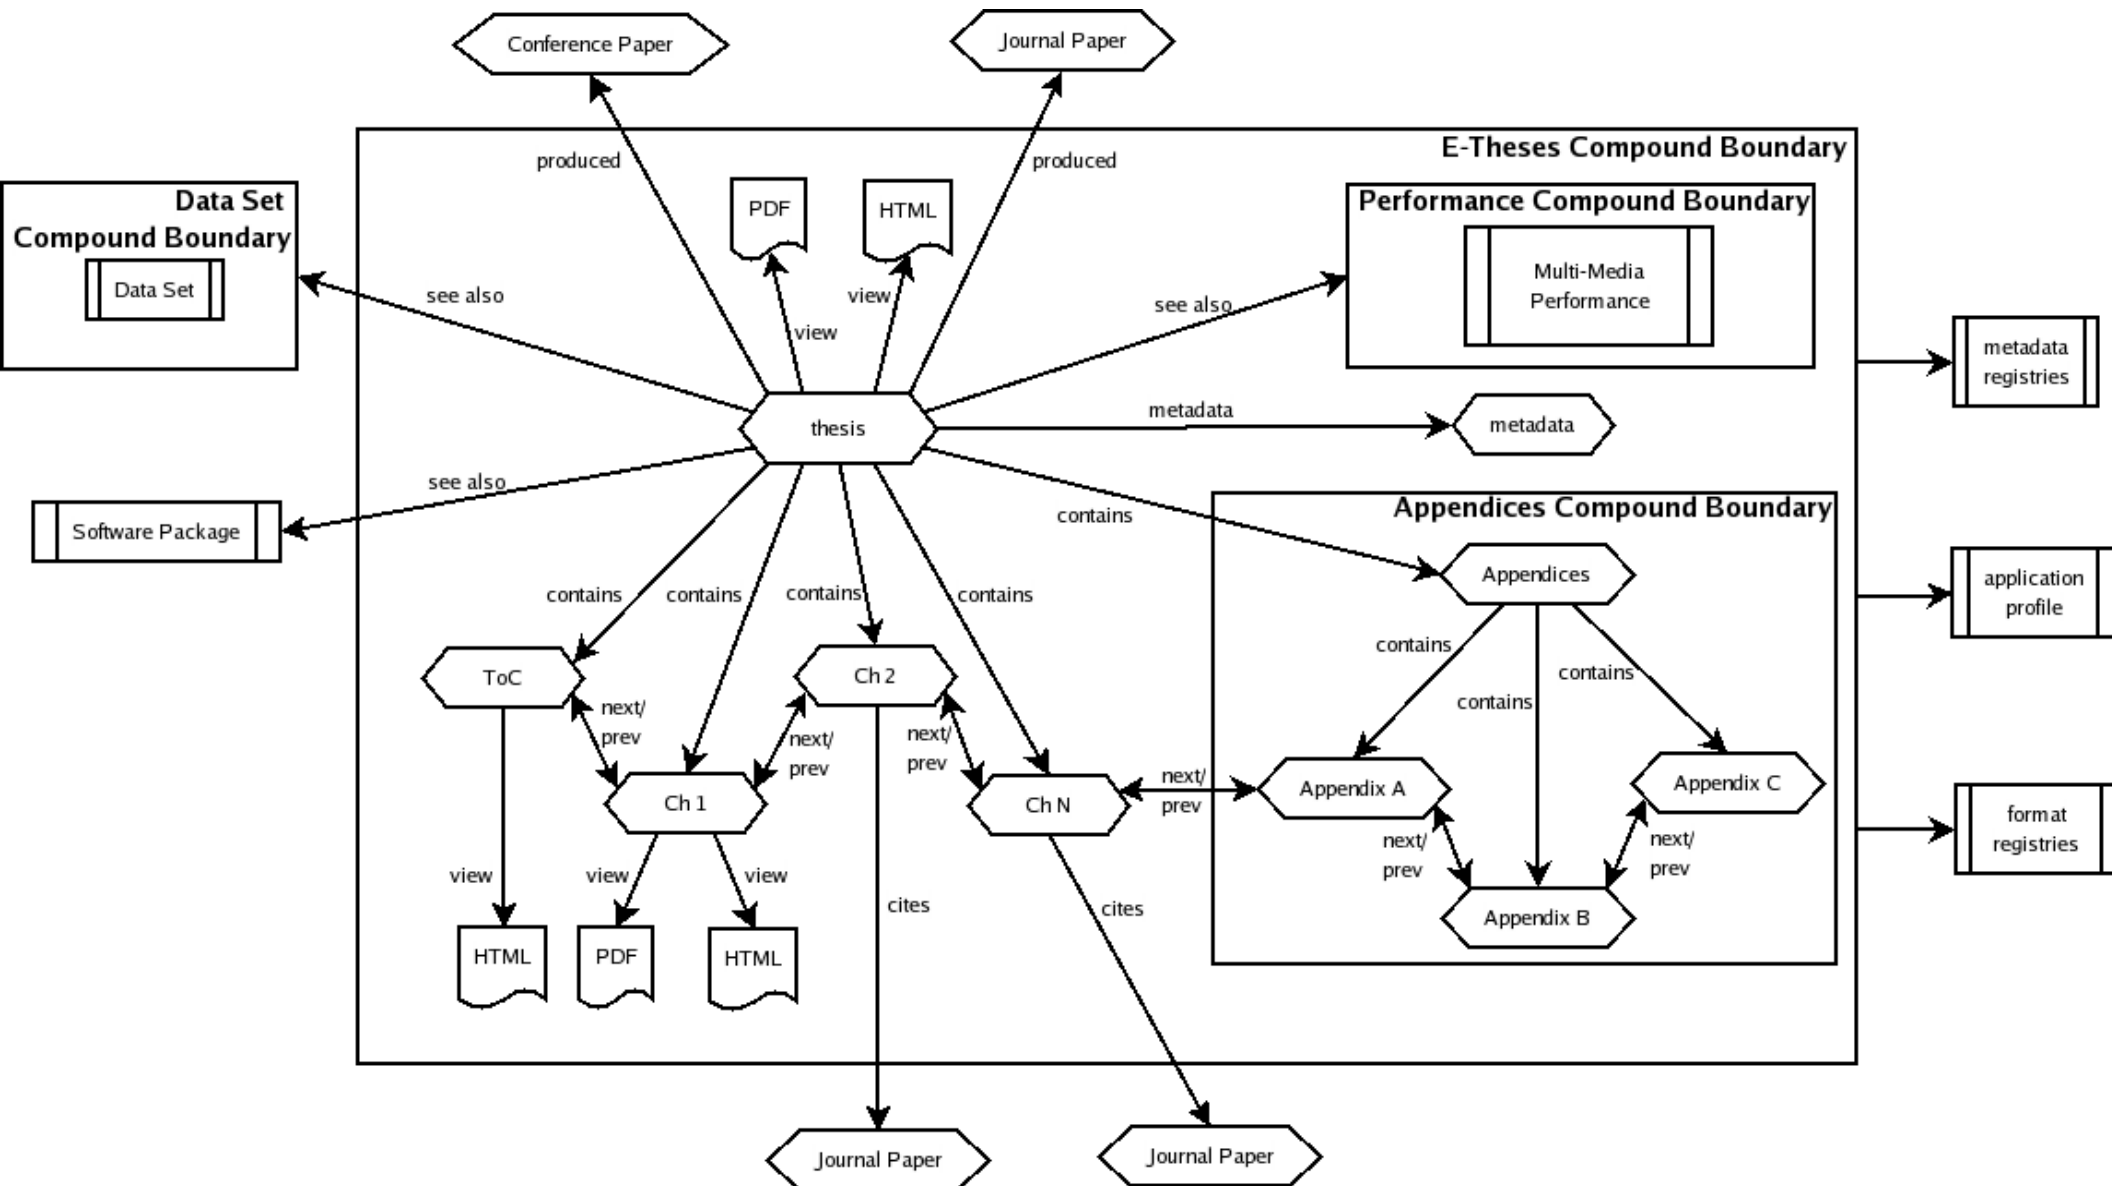 Conference Paper
Journal Paper
produced
produced
E-Theses Compound Boundary
Data Set
Compound Boundary
Data Set
PDF
HTML
Performance Compound Boundary
Multi-Media
Performance
see also
view
view
see also
metadata
registries
thesis
metadata
metadata
see also
Software Package
contains
Appendices Compound Boundary
Appendices
application
profile
contains
contains
contains
contains
contains
contains
contains
ToC
Ch 2
next/
prev
next/
prev
next/
prev
Ch 1
Ch N
next/
prev
Appendix A
Appendix C
next/
prev
next/
prev
Appendix B
format
registries
view
view
view
cites
cites
HTML
PDF
HTML
Journal Paper
Journal Paper